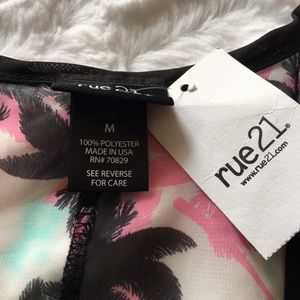 rue21
M
100% POLYESTER
MADE IN USA
RN# 70829
SEE REVERSE
FOR CARE
rue21®
www.rue21.com